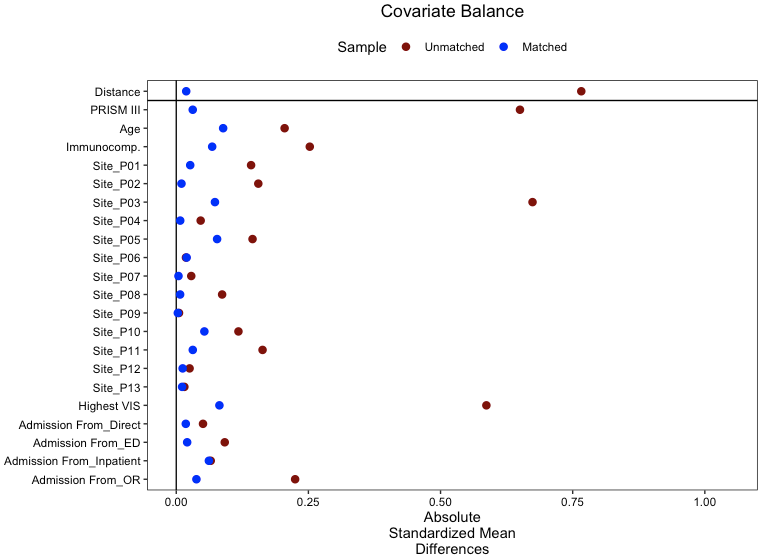 Covariate Balance
Sample Unmatched Matched
Distance
PRISM III
Age
Immunocomp.
Site_P01
Site_P02
Site_P03
Site_P04
Site_P05
Site_P06
Site_P07
Site_P08
Site_P09
Site_P10
Site_P11
Site_P12
Site_P13
Highest VIS
Admission From_Direct
Admission From_ED
Admission From_Inpatient
Admission From_OR
0.00 0.25 0.50 0.75 1.00
Absolute
Standardized Mean
Differences